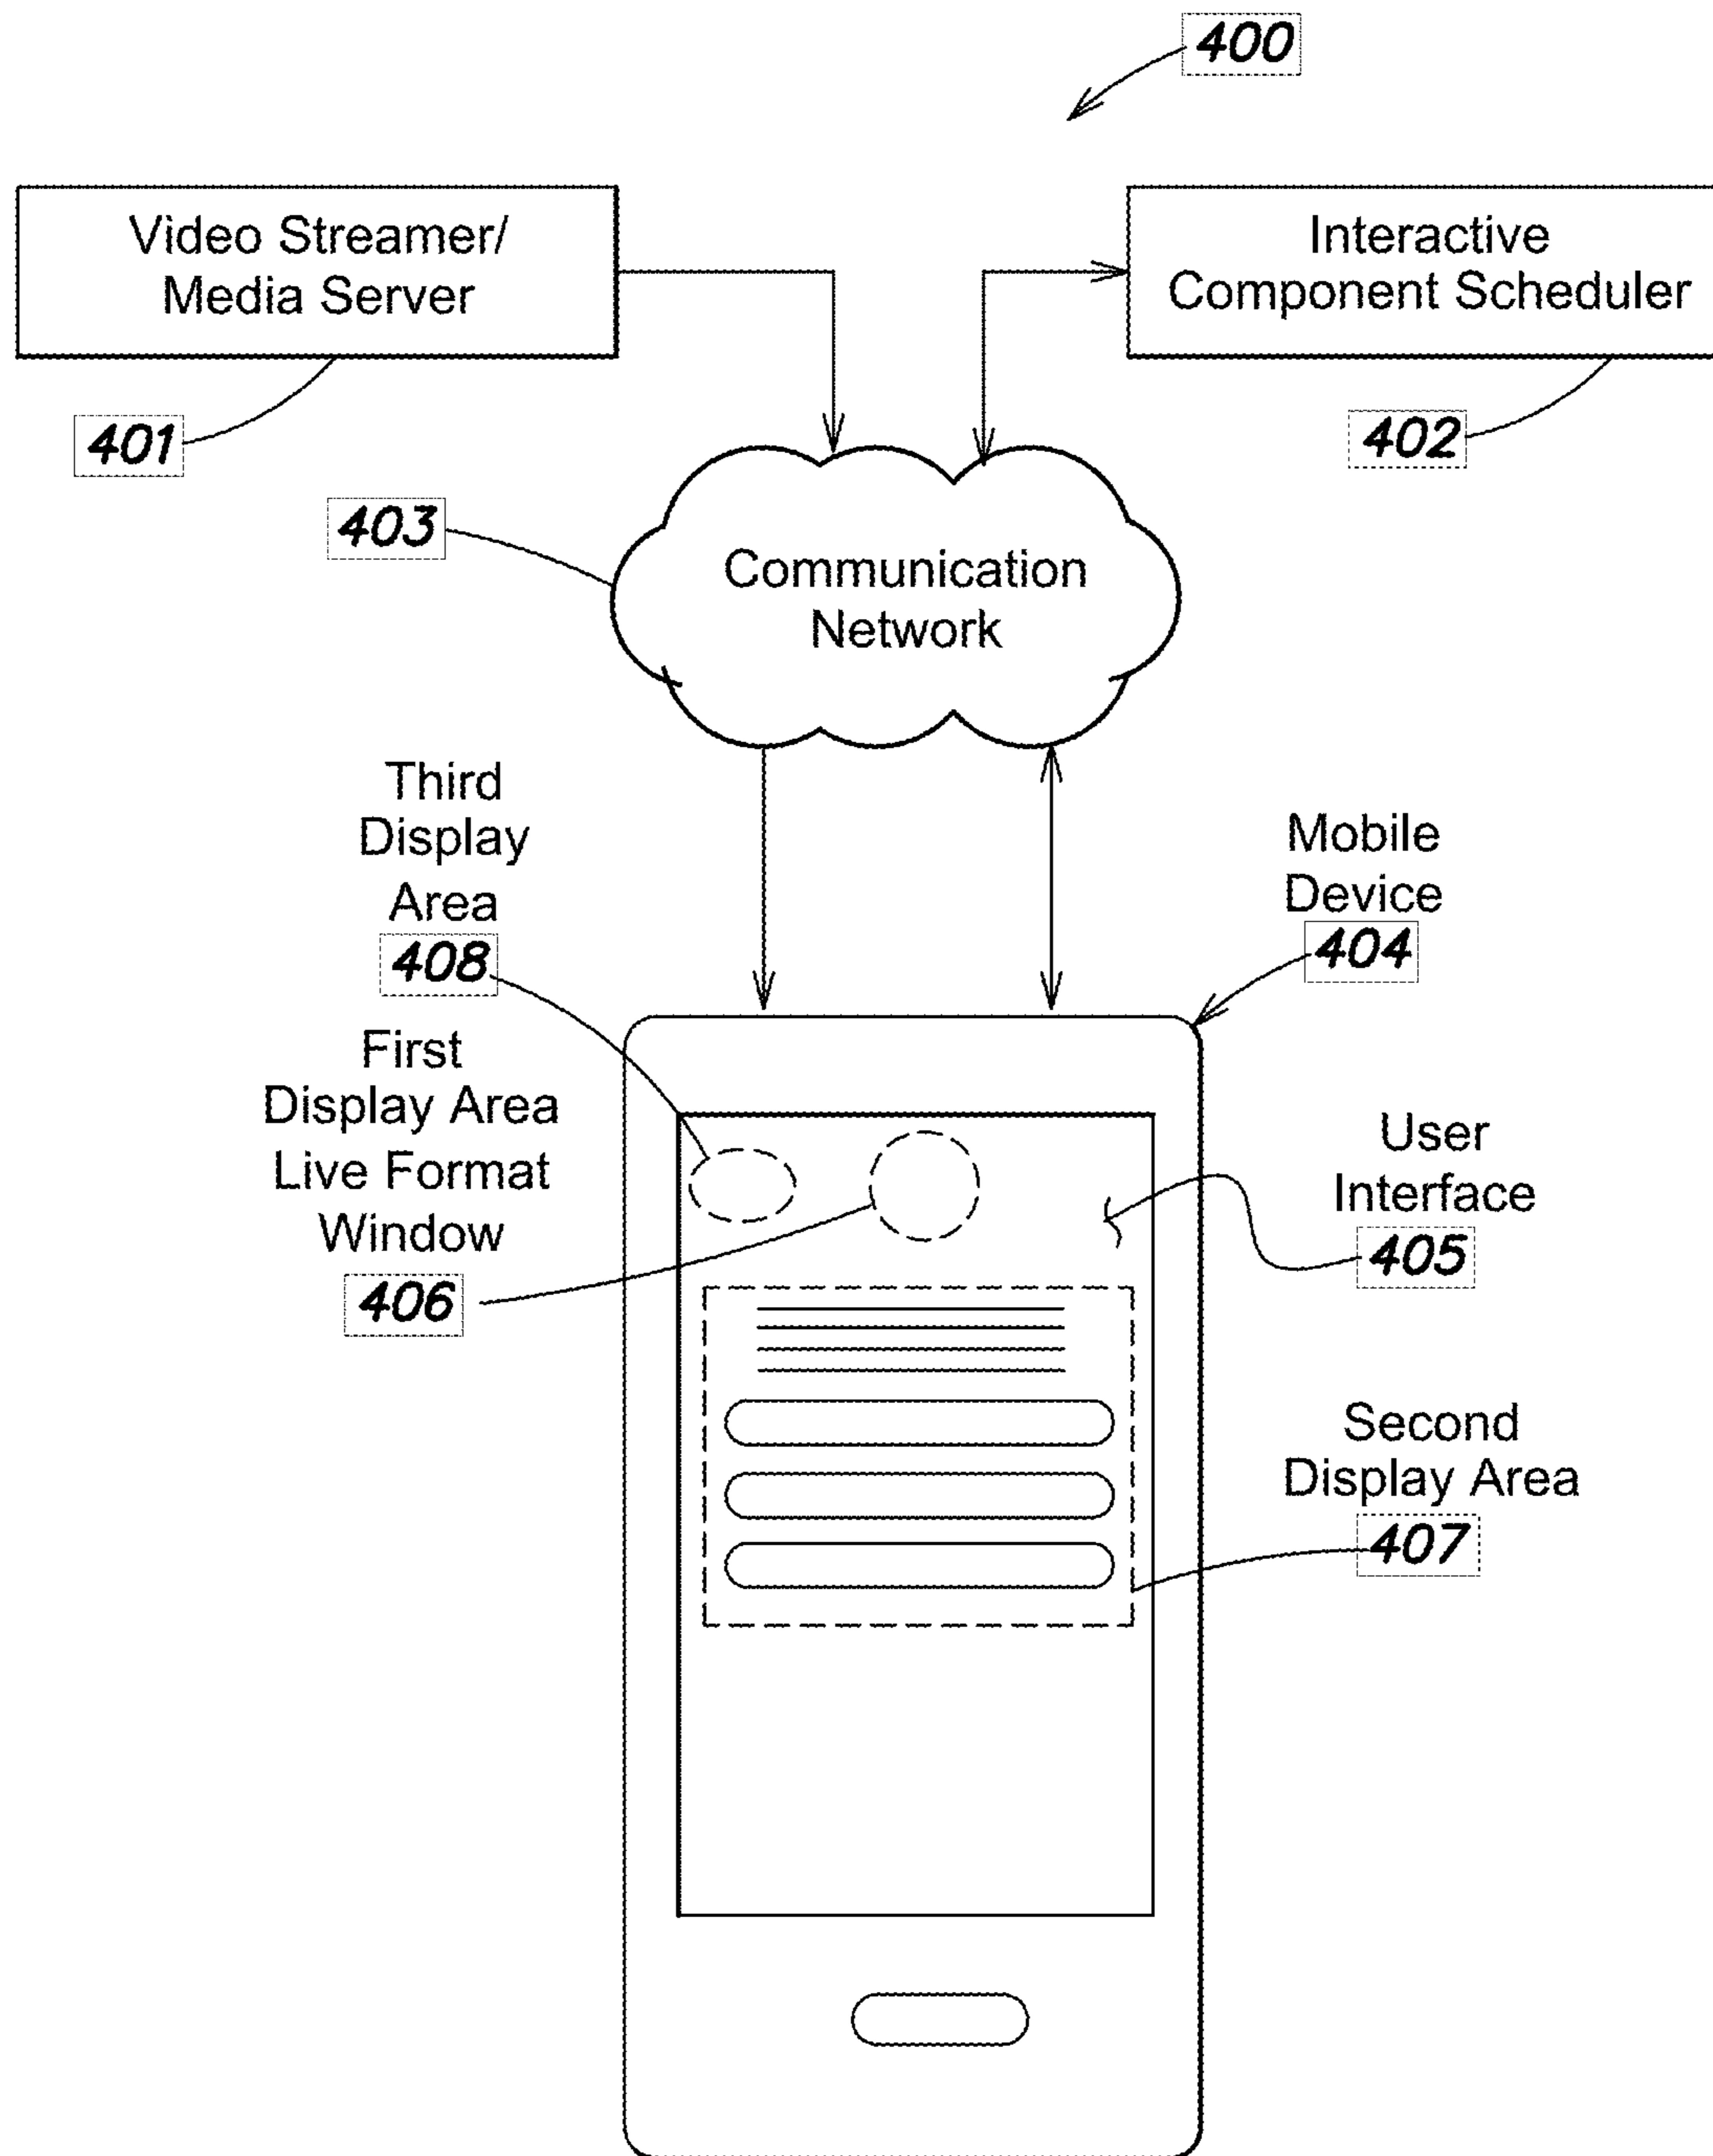 400
Video Streamer/
Media Server
Interactive
Component Scheduler
401
402
403
Communication
Network
Third
Display
Area
408
Mobile
Device
404
First
Display Area
Live Format
Window
406
User
Interface
405
Second
Display Area
407